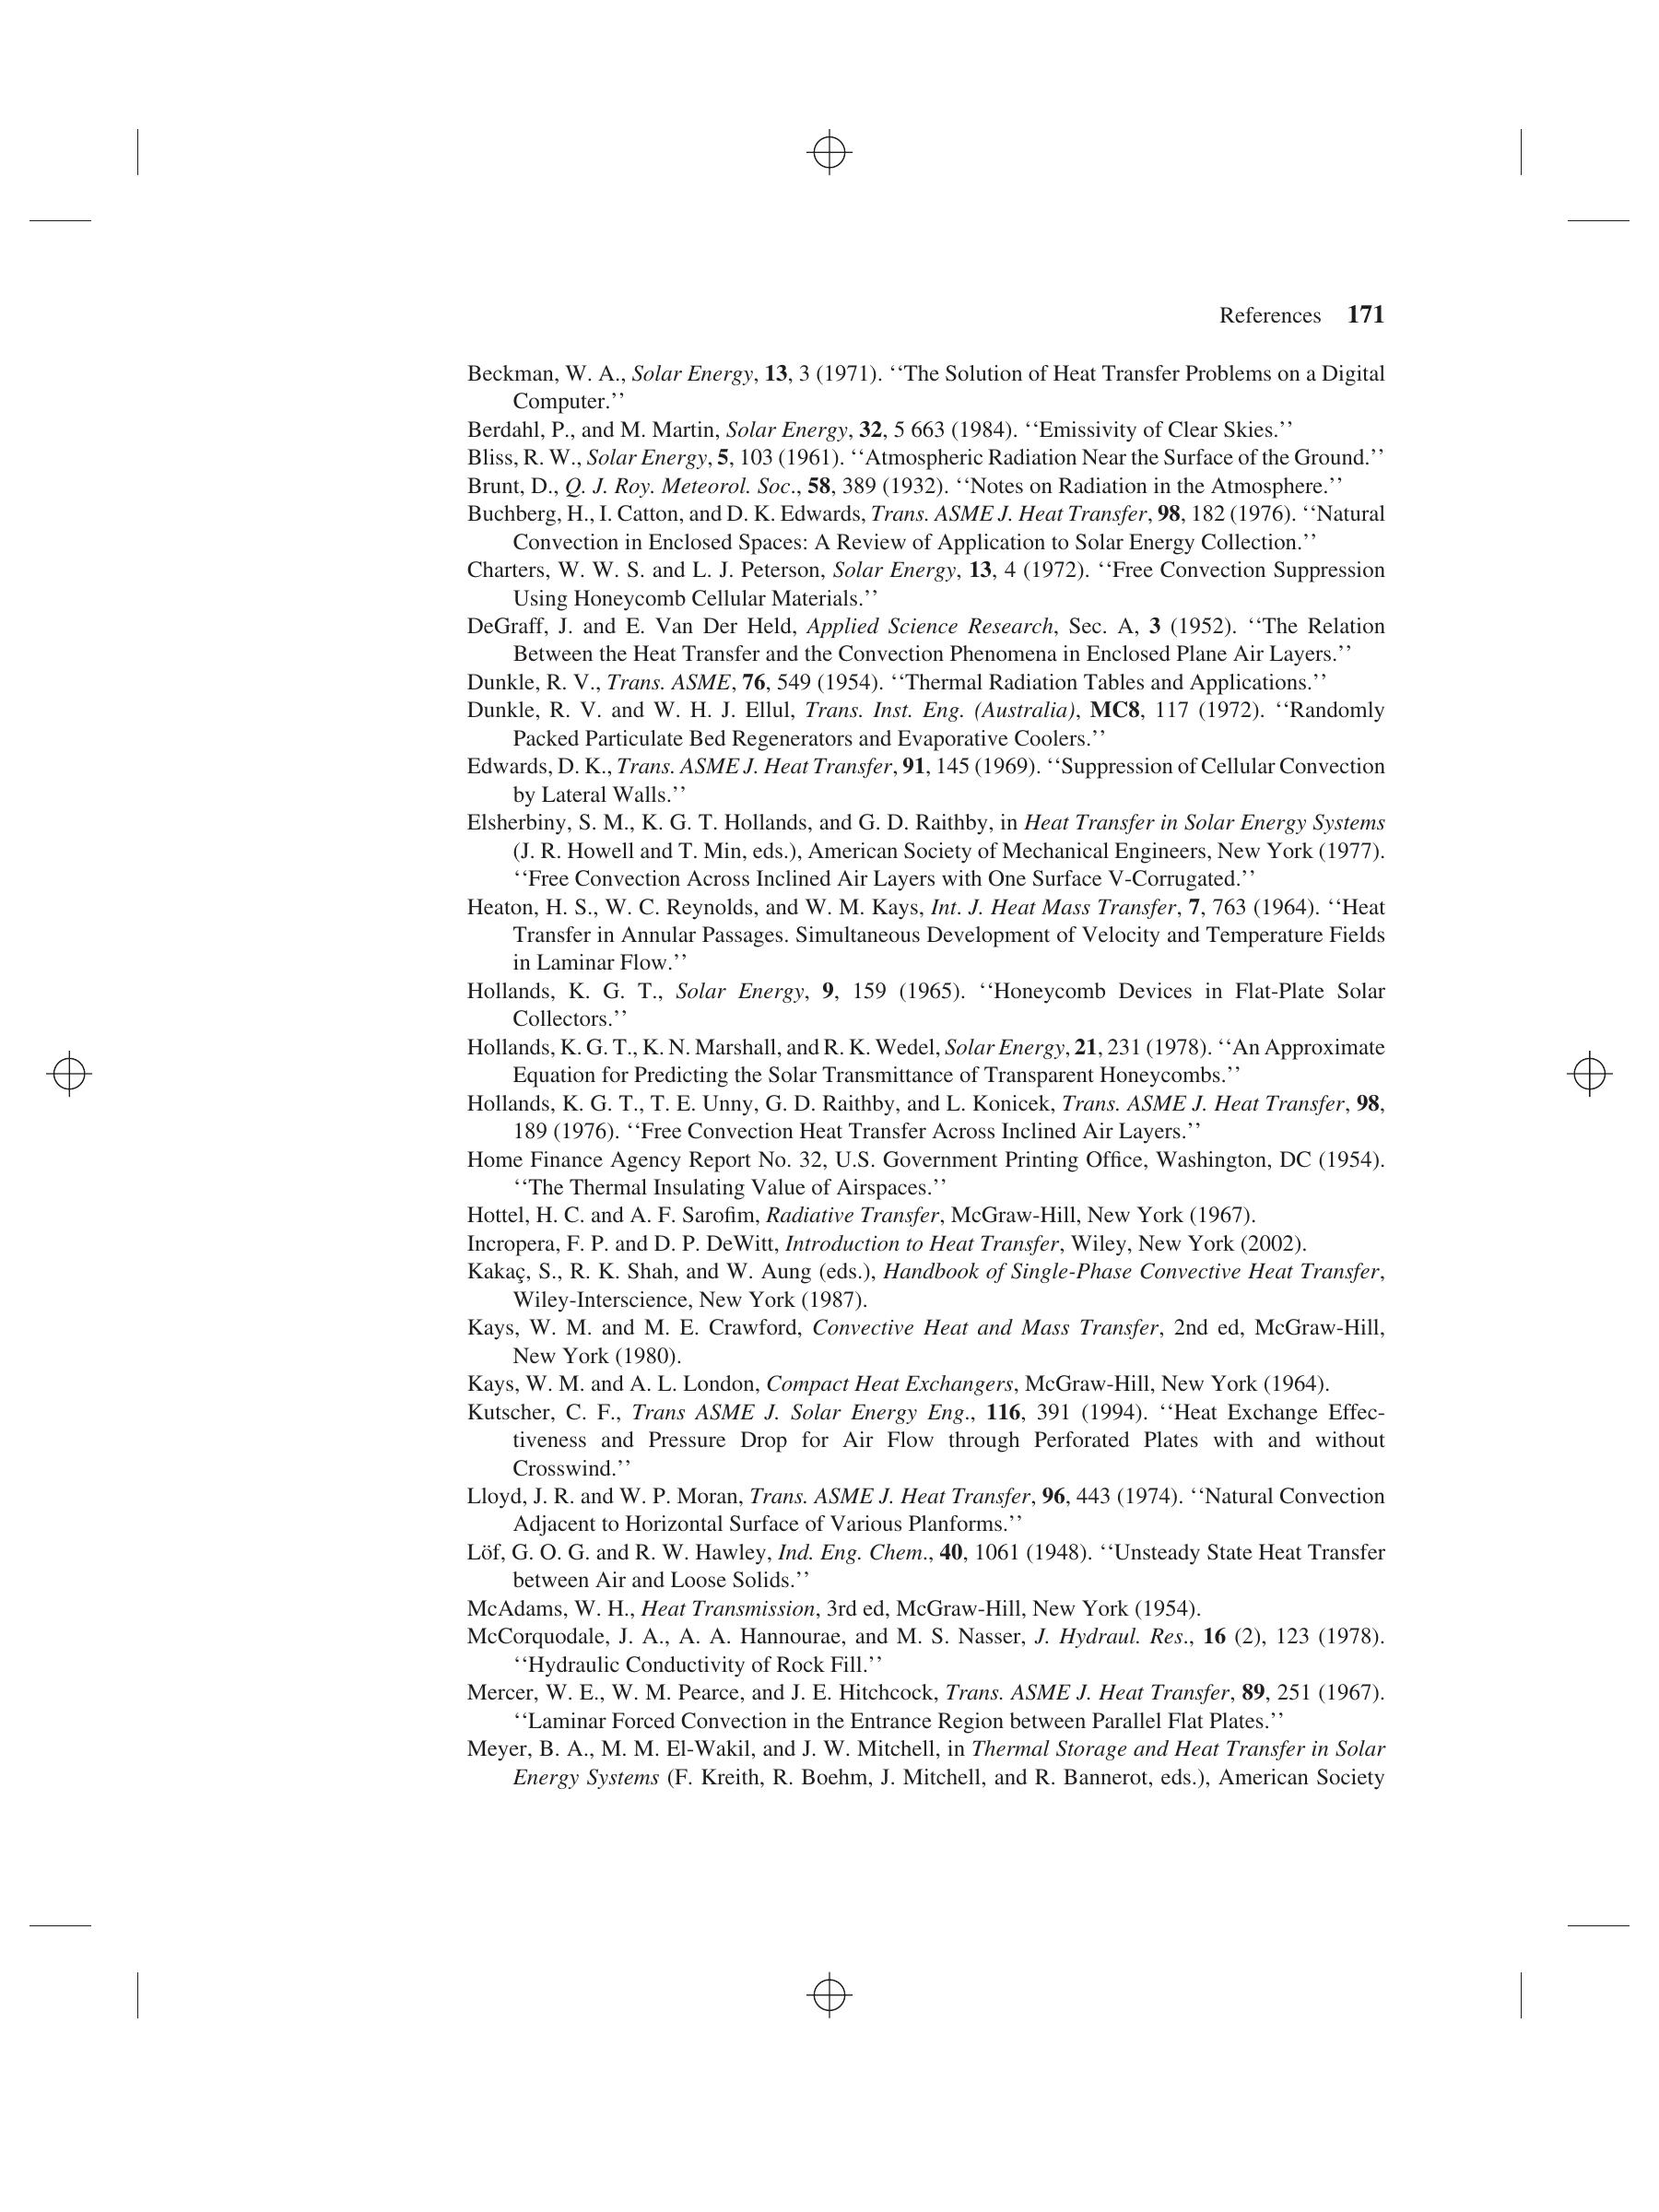 References 171
Beckman, W. A., Solar Energy, 13, 3 (1971). ‘‘The Solution of Heat Transfer Problems on a Digital
Computer.’’
Berdahl, P., and M. Martin, Solar Energy, 32, 5 663 (1984). ‘‘Emissivity of Clear Skies.’’
Bliss, R. W., Solar Energy, 5, 103 (1961). ‘‘Atmospheric Radiation Near the Surface of the Ground.’’
Brunt, D., Q. J. Roy. Meteorol. Soc., 58, 389 (1932). ‘‘Notes on Radiation in the Atmosphere.’’
Buchberg, H., I. Catton, and D. K. Edwards, Trans. ASME J. Heat Transfer, 98, 182 (1976). ‘‘Natural
Convection in Enclosed Spaces: A Review of Application to Solar Energy Collection.’’
Charters, W. W. S. and L. J. Peterson, Solar Energy, 13, 4 (1972). ‘‘Free Convection Suppression
Using Honeycomb Cellular Materials.’’
DeGraff, J. and E. Van Der Held, Applied Science Research, Sec. A, 3 (1952). ‘‘The Relation
Between the Heat Transfer and the Convection Phenomena in Enclosed Plane Air Layers.’’
Dunkle, R. V., Trans. ASME, 76, 549 (1954). ‘‘Thermal Radiation Tables and Applications.’’
Dunkle, R. V. and W. H. J. Ellul, Trans. Inst. Eng. (Australia), MC8, 117 (1972). ‘‘Randomly
Packed Particulate Bed Regenerators and Evaporative Coolers.’’
Edwards, D. K., Trans. ASME J. Heat Transfer, 91, 145 (1969). ‘‘Suppression of Cellular Convection
by Lateral Walls.’’
Elsherbiny, S. M., K. G. T. Hollands, and G. D. Raithby, in Heat Transfer in Solar Energy Systems
(J. R. Howell and T. Min, eds.), American Society of Mechanical Engineers, New York (1977).
‘‘Free Convection Across Inclined Air Layers with One Surface V-Corrugated.’’
Heaton, H. S., W. C. Reynolds, and W. M. Kays, Int. J. Heat Mass Transfer, 7, 763 (1964). ‘‘Heat
Transfer in Annular Passages. Simultaneous Development of Velocity and Temperature Fields
in Laminar Flow.’’
Hollands, K. G. T., Solar Energy, 9, 159 (1965). ‘‘Honeycomb Devices in Flat-Plate Solar
Collectors.’’
Hollands, K. G. T., K. N. Marshall, and R. K. Wedel, Solar Energy, 21, 231 (1978). ‘‘An Approximate
Equation for Predicting the Solar Transmittance of Transparent Honeycombs.’’
Hollands, K. G. T., T. E. Unny, G. D. Raithby, and L. Konicek, Trans. ASME J. Heat Transfer, 98,
189 (1976). ‘‘Free Convection Heat Transfer Across Inclined Air Layers.’’
Home Finance Agency Report No. 32, U.S. Government Printing Office, Washington, DC (1954).
‘‘The Thermal Insulating Value of Airspaces.’’
Hottel, H. C. and A. F. Sarofim, Radiative Transfer, McGraw-Hill, New York (1967).
Incropera, F. P. and D. P. DeWitt, Introduction to Heat Transfer, Wiley, New York (2002).
Kakaç, S., R. K. Shah, and W. Aung (eds.), Handbook of Single-Phase Convective Heat Transfer,
Wiley-Interscience, New York (1987).
Kays, W. M. and M. E. Crawford, Convective Heat and Mass Transfer, 2nd ed, McGraw-Hill,
New York (1980).
Kays, W. M. and A. L. London, Compact Heat Exchangers, McGraw-Hill, New York (1964).
Kutscher, C. F., Trans ASME J. Solar Energy Eng., 116, 391 (1994). ‘‘Heat Exchange Effec-
tiveness and Pressure Drop for Air Flow through Perforated Plates with and without
Crosswind.’’
Lloyd, J. R. and W. P. Moran, Trans. ASME J. Heat Transfer, 96, 443 (1974). ‘‘Natural Convection
Adjacent to Horizontal Surface of Various Planforms.’’
Löf, G. O. G. and R. W. Hawley, Ind. Eng. Chem., 40, 1061 (1948). ‘‘Unsteady State Heat Transfer
between Air and Loose Solids.’’
McAdams, W. H., Heat Transmission, 3rd ed, McGraw-Hill, New York (1954).
McCorquodale, J. A., A. A. Hannourae, and M. S. Nasser, J. Hydraul. Res., 16 (2), 123 (1978).
‘‘Hydraulic Conductivity of Rock Fill.’’
Mercer, W. E., W. M. Pearce, and J. E. Hitchcock, Trans. ASME J. Heat Transfer, 89, 251 (1967).
‘‘Laminar Forced Convection in the Entrance Region between Parallel Flat Plates.’’
Meyer, B. A., M. M. El-Wakil, and J. W. Mitchell, in Thermal Storage and Heat Transfer in Solar
Energy Systems (F. Kreith, R. Boehm, J. Mitchell, and R. Bannerot, eds.), American Society